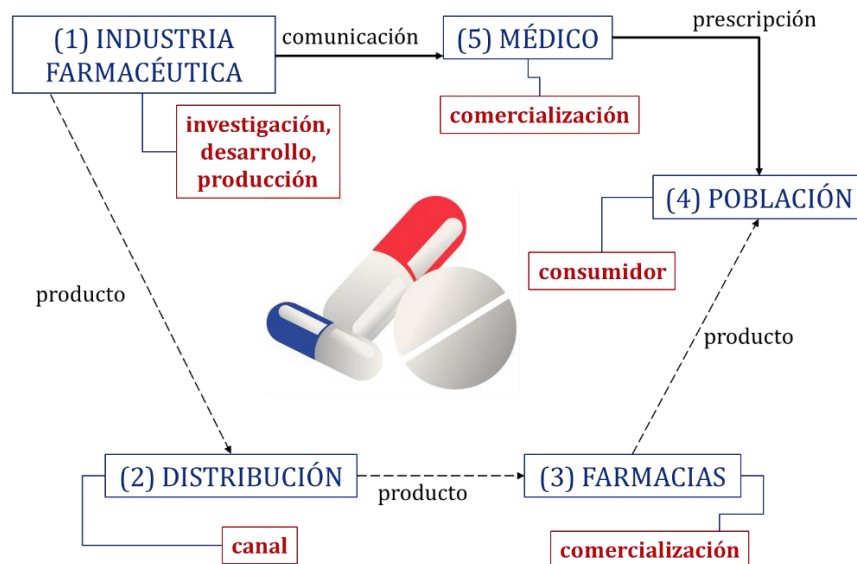 (1) INDUSTRIA
FARMACÉUTICA
comunicación
(5) MÉDICO
prescripción
investigación,
desarrollo,
producción
comercialización
(4) POBLACIÓN
consumidor
producto
producto
(2) DISTRIBUCIÓN
producto
(3) FARMACIAS
canal
comercialización